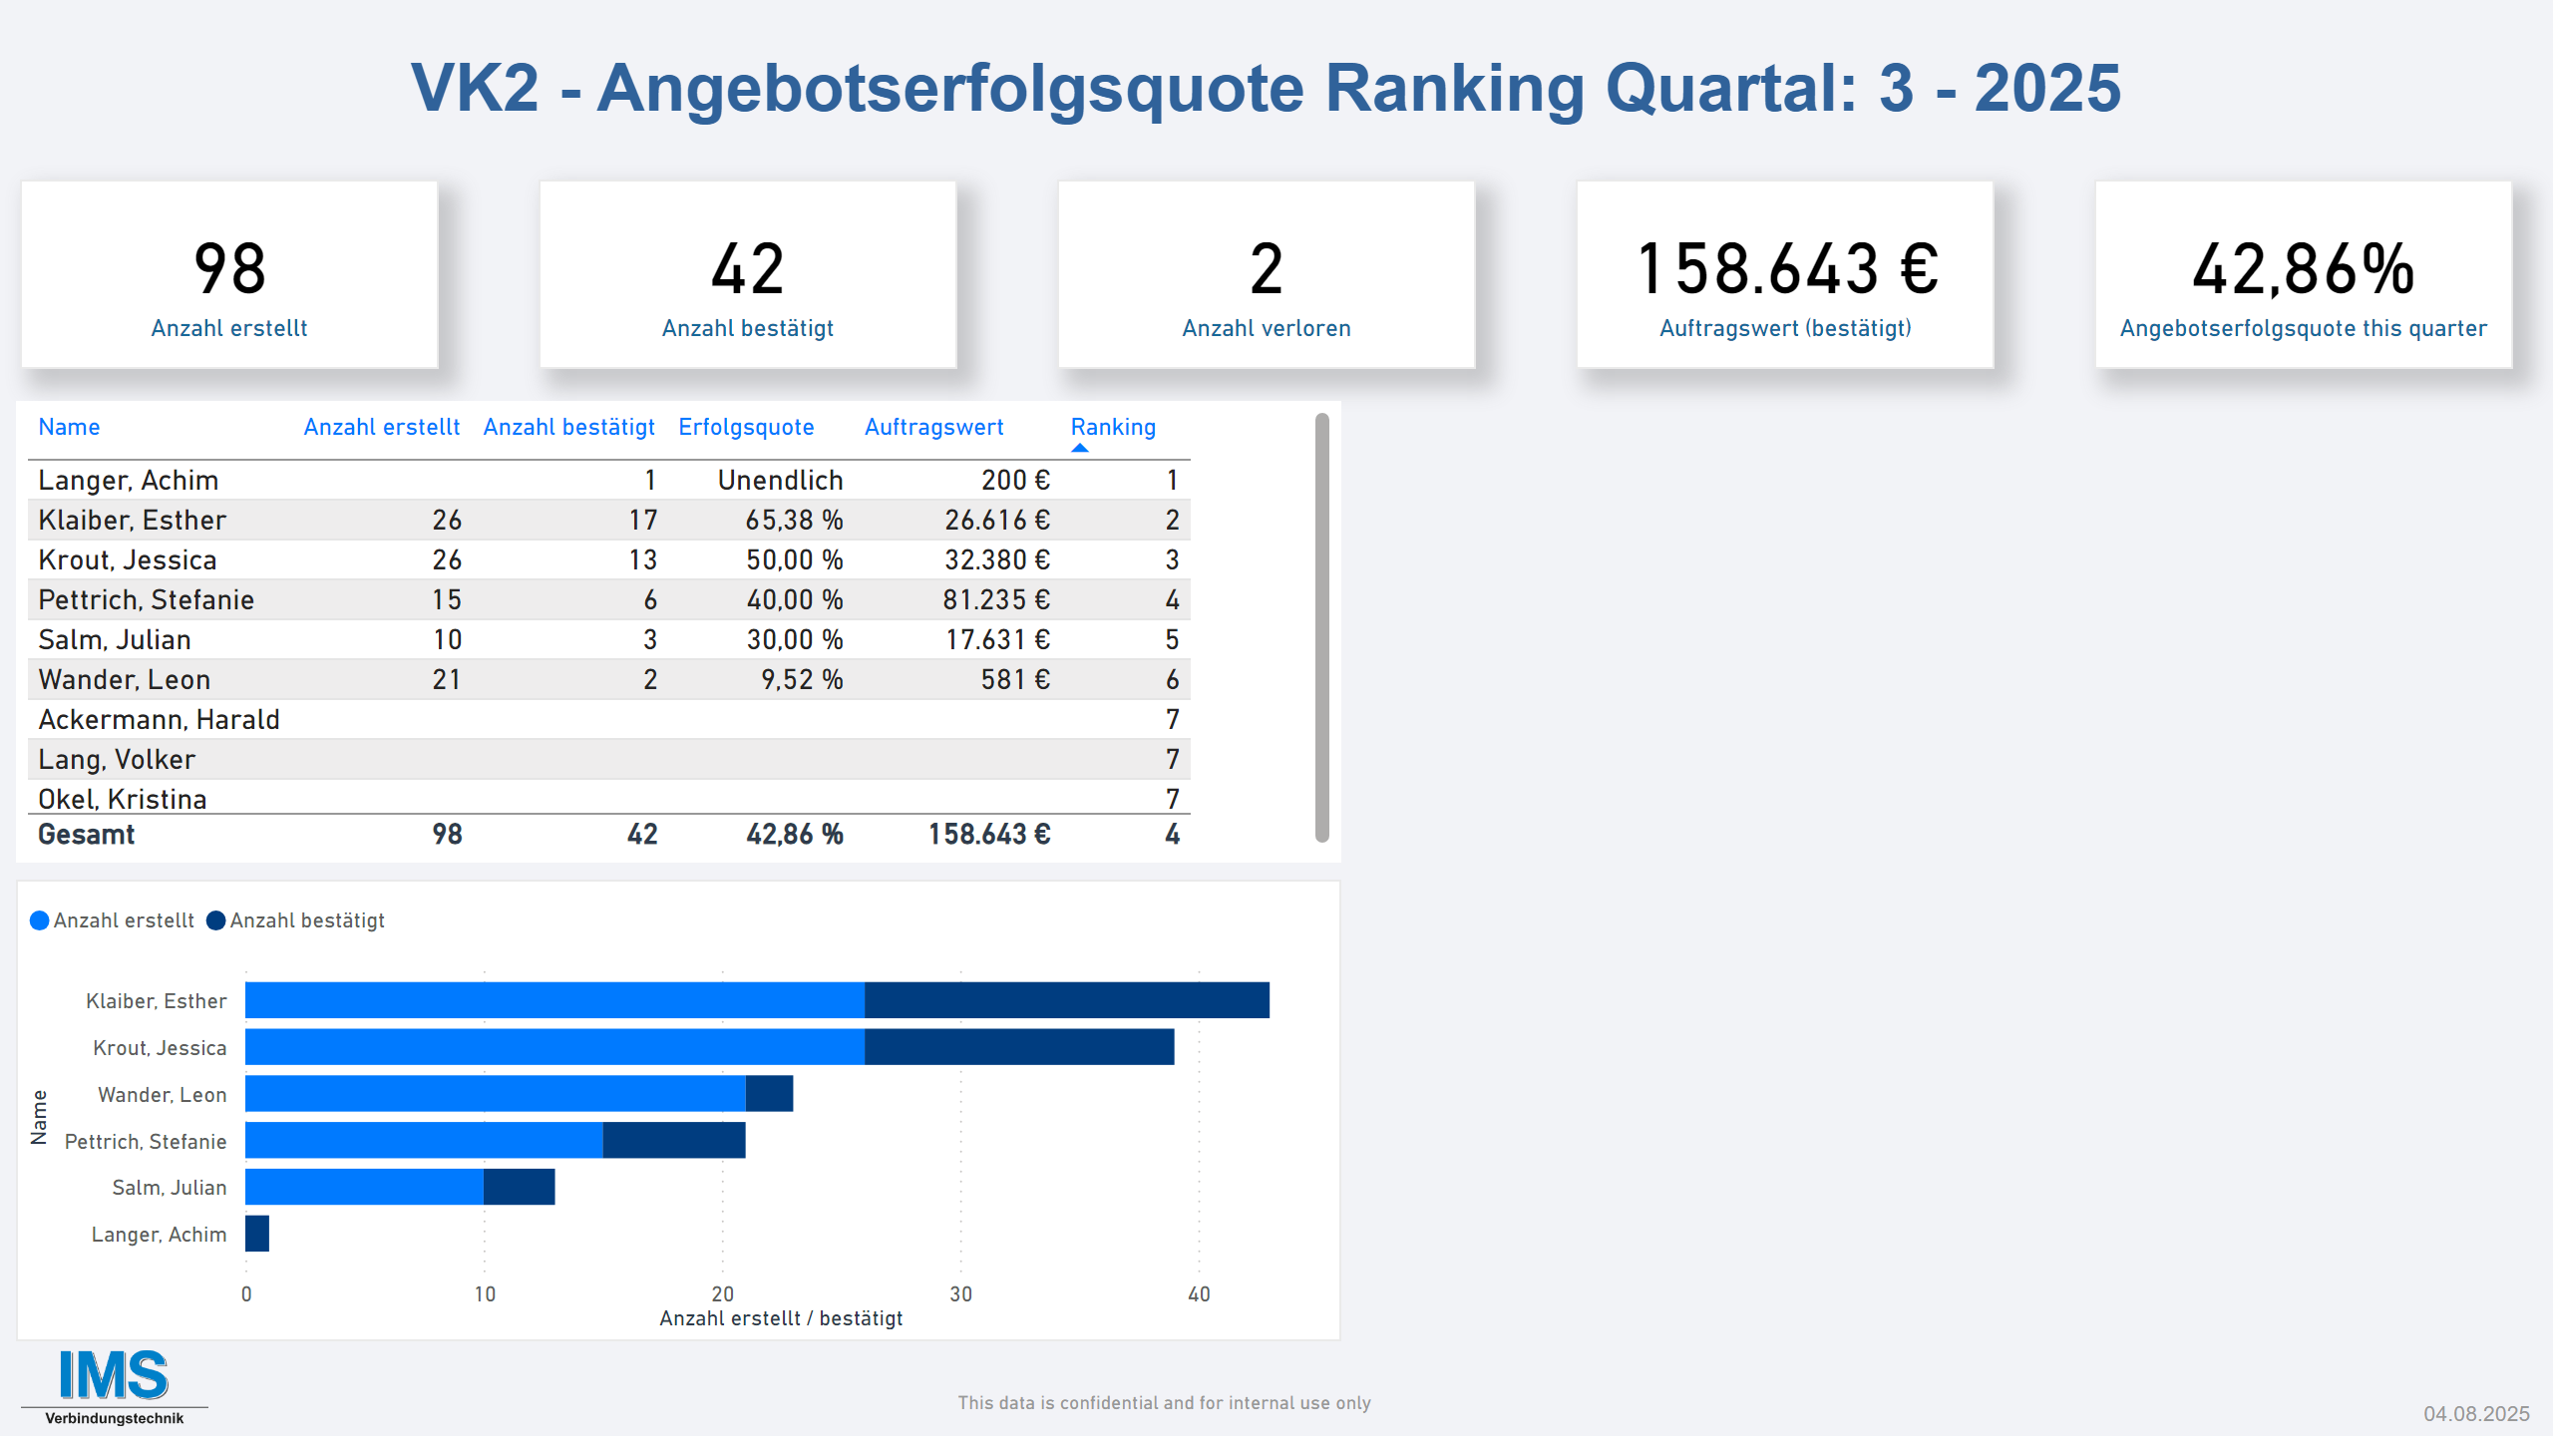 VK2 - Angebotserfolgsquote Ranking Quartal: 3 - 2025
98
Anzahl erstellt
42
Anzahl bestätigt
2
Anzahl verloren
158.643 €
Auftragswert (bestätigt)
42,86%
Angebotserfolgsquote this quarter
Name Anzahl erstellt Anzahl bestätigt Erfolgsquote Auftragswert Ranking
Langer, Achim 1 Unendlich 200 € 1
Klaiber, Esther 26 17 65,38 % 26.616 € 2
Krout, Jessica 26 13 50,00 % 32.380 € 3
Pettrich, Stefanie 15 6 40,00 % 81.235 € 4
Salm, Julian 10 3 30,00 % 17.631 € 5
Wander, Leon 21 2 9,52 % 581 € 6
Ackermann, Harald 7
Lang, Volker 7
Okel, Kristina 7
Gesamt 98 42 42,86 % 158.643 € 4
Anzahl erstellt Anzahl bestätigt
Name
Klaiber, Esther
Krout, Jessica
Wander, Leon
Pettrich, Stefanie
Salm, Julian
Langer, Achim
0 10 20 30 40
Anzahl erstellt / bestätigt
IMS
Verbindungstechnik
This data is confidential and for internal use only
04.08.2025